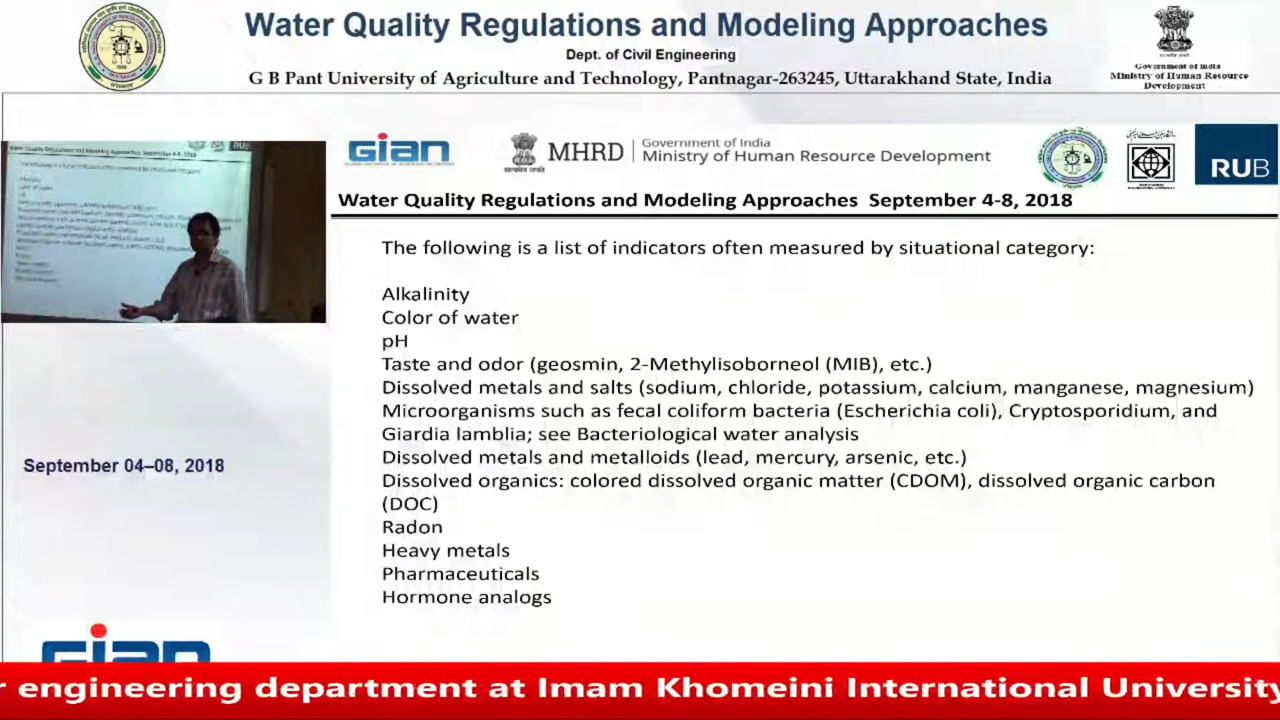 Water Quality Regulations and Modeling Approaches
Dept. of Civil Engineering
G B Pant University of Agriculture and Technology, Pantnagar-263245, Uttarakhand State, India
Government of India
Ministry of Human Resource
Development
GIAN
सत्यमेव जयते
MHRD
Government of India
Ministry of Human Resource Development
RUB
Water Quality Regulations and Modeling Approaches September 4-8, 2018
The following is a list of indicators often measured by situational category:
Alkalinity
Color of water
pH
Taste and odor (geosmin, 2-Methylisoborneol (MIB), etc.)
Dissolved metals and salts (sodium, chloride, potassium, calcium, manganese, magnesium)
Microorganisms such as fecal coliform bacteria (Escherichia coli), Cryptosporidium, and
Giardia lamblia; see Bacteriological water analysis
Dissolved metals and metalloids (lead, mercury, arsenic, etc.)
Dissolved organics: colored dissolved organic matter (CDOM), dissolved organic carbon
(DOC)
Radon
Heavy metals
Pharmaceuticals
Hormone analogs
September 04–08, 2018
GIAN
r engineering department at Imam Khomeini International University